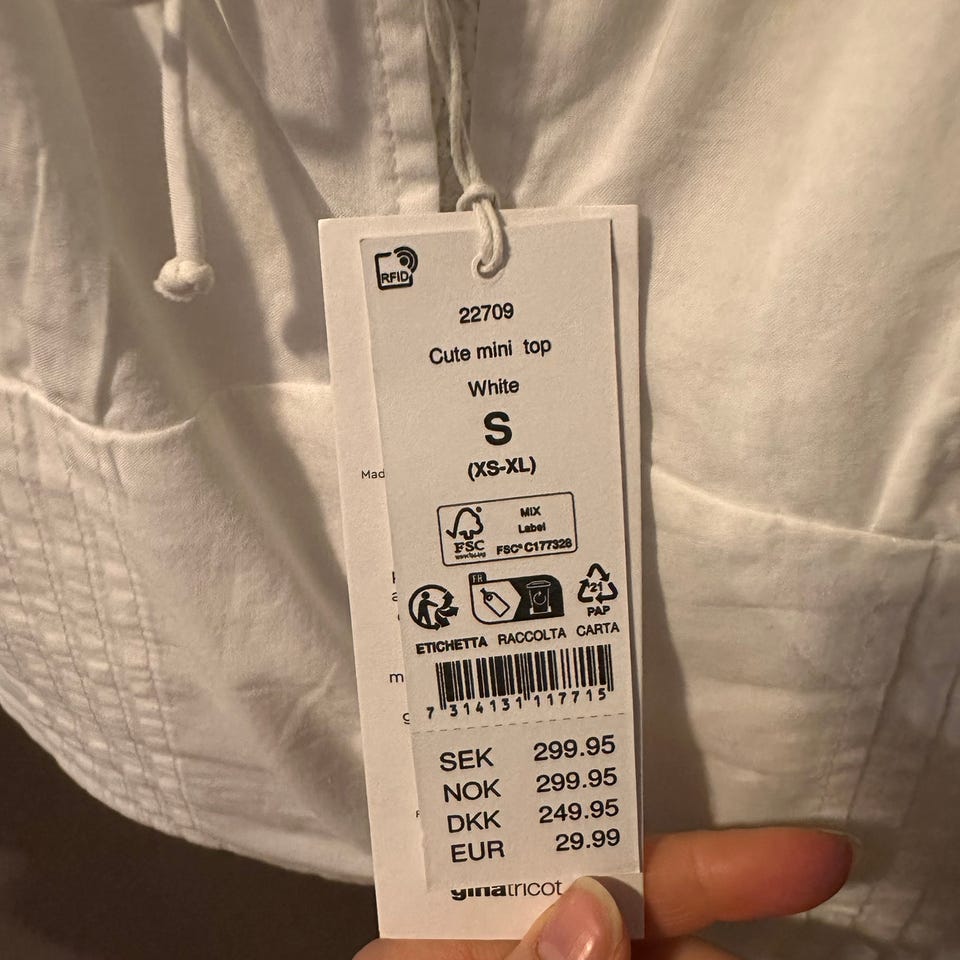 RFID
22709
Cute mini top
White
S
(XS-XL)
MIX
Label
FSC
FSC® C177328
FR
21
PAP
ETICHETTA RACCOLTA CARTA
7 314131 117715
SEK 299.95
NOK 299.95
DKK 249.95
EUR 29.99
Mad
ginatricot